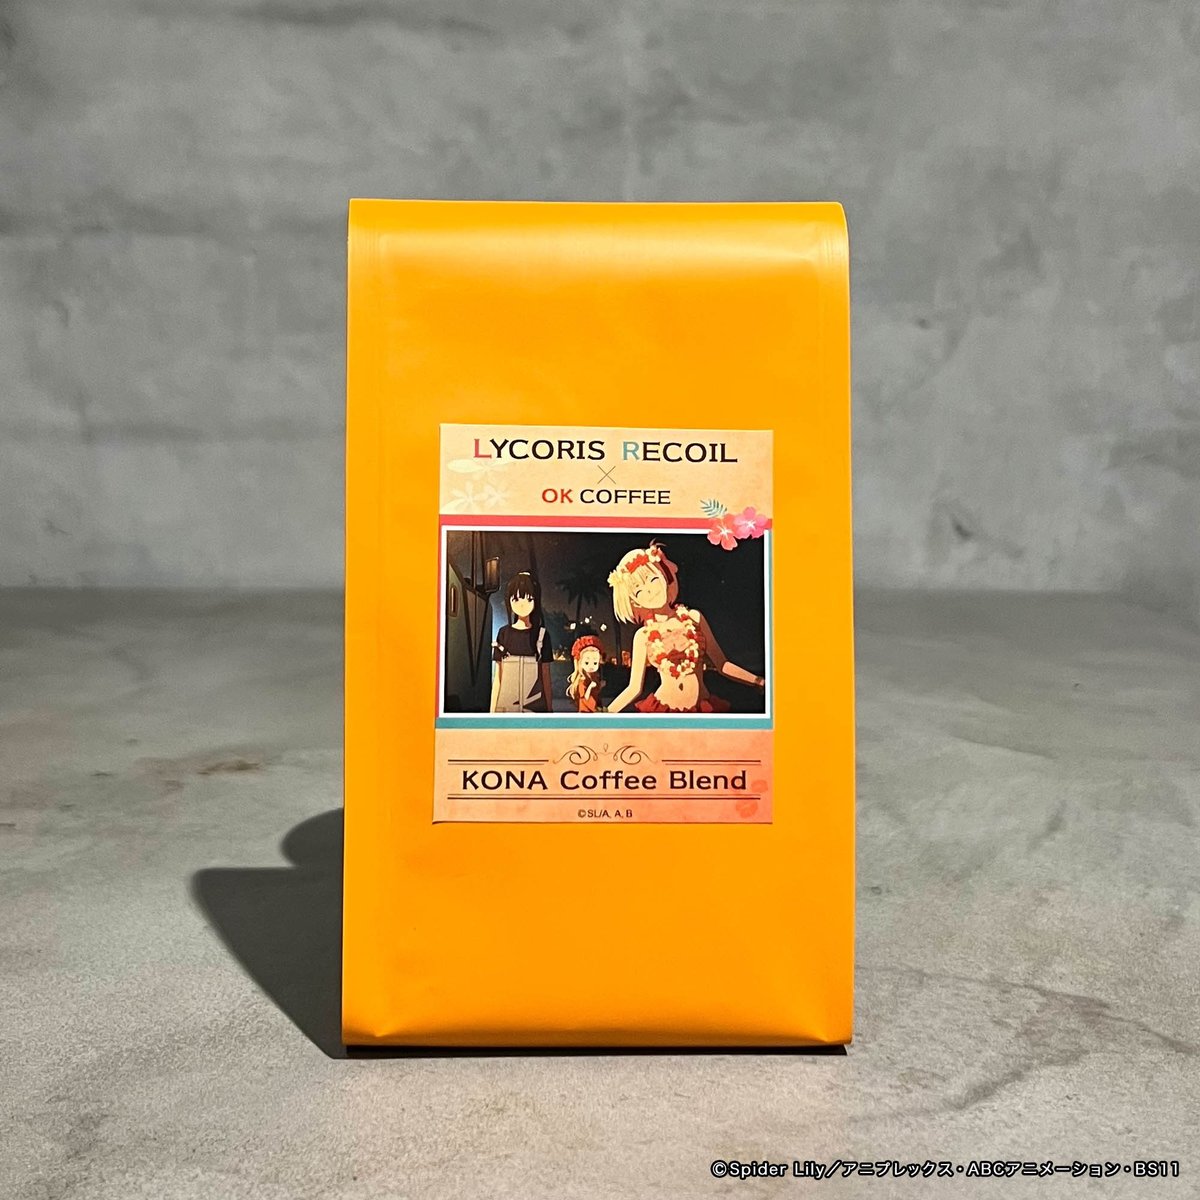 LYCORIS RECOIL
×
OK COFFEE
KONA Coffee Blend
©SL/A, A, B
©Spider Lily／アニプレックス・ABCアニメーション・BS11